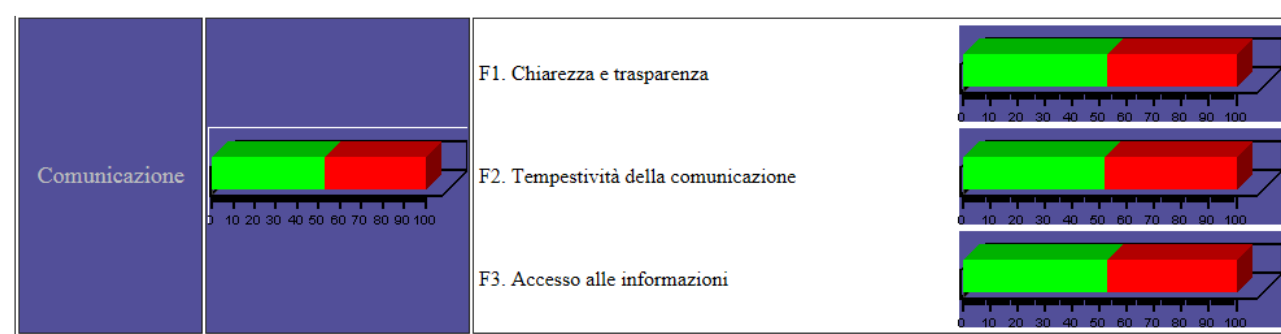 F1. Chiarezza e trasparenza
0 10 20 30 40 50 60 70 80 90 100
Comunicazione
0 10 20 30 40 50 60 70 80 90 100
F2. Tempestività della comunicazione
0 10 20 30 40 50 60 70 80 90 100
F3. Accesso alle informazioni
0 10 20 30 40 50 60 70 80 90 100